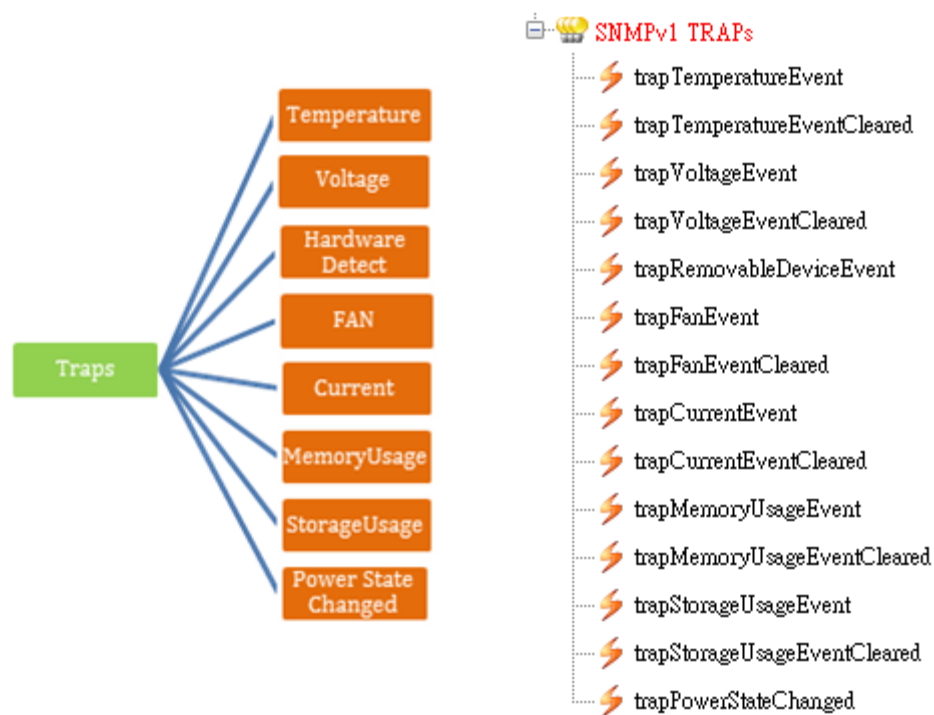 Traps
Temperature
Voltage
Hardware
Detect
FAN
Current
MemoryUsage
StorageUsage
Power State
Changed
SNMPv1 TRAPs
trapTemperatureEvent
trapTemperatureEventCleared
trapVoltageEvent
trapVoltageEventCleared
trapRemovableDeviceEvent
trapFanEvent
trapFanEventCleared
trapCurrentEvent
trapCurrentEventCleared
trapMemoryUsageEvent
trapMemoryUsageEventCleared
trapStorageUsageEvent
trapStorageUsageEventCleared
trapPowerStateChanged